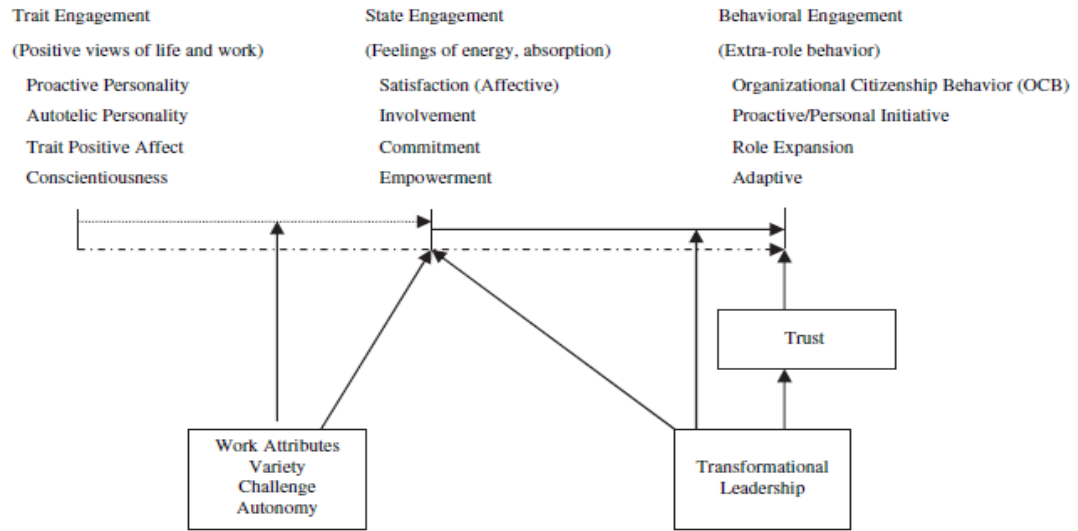 Trait Engagement
(Positive views of life and work)
Proactive Personality
Autotelic Personality
Trait Positive Affect
Conscientiousness
State Engagement
(Feelings of energy, absorption)
Satisfaction (Affective)
Involvement
Commitment
Empowerment
Behavioral Engagement
(Extra-role behavior)
Organizational Citizenship Behavior (OCB)
Proactive/Personal Initiative
Role Expansion
Adaptive
Trust
Work Attributes
Variety
Challenge
Autonomy
Transformational
Leadership